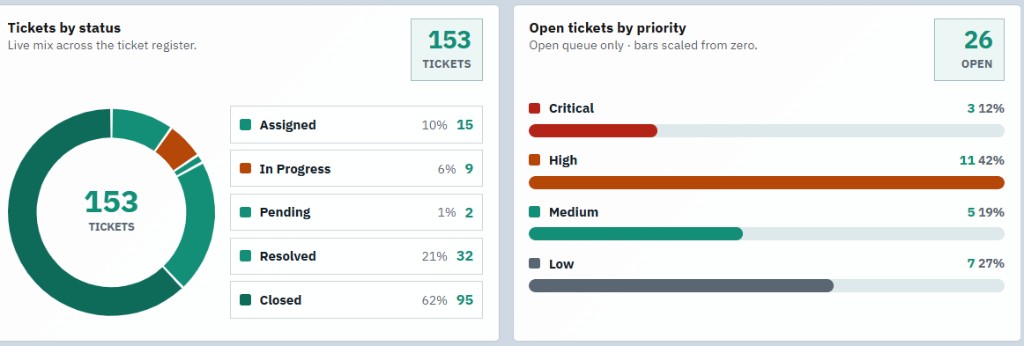 Tickets by status
Live mix across the ticket register.
153
TICKETS
153
TICKETS
Assigned 10% 15
In Progress 6% 9
Pending 1% 2
Resolved 21% 32
Closed 62% 95
Open tickets by priority
Open queue only · bars scaled from zero.
26
OPEN
Critical 3 12%
High 11 42%
Medium 5 19%
Low 7 27%